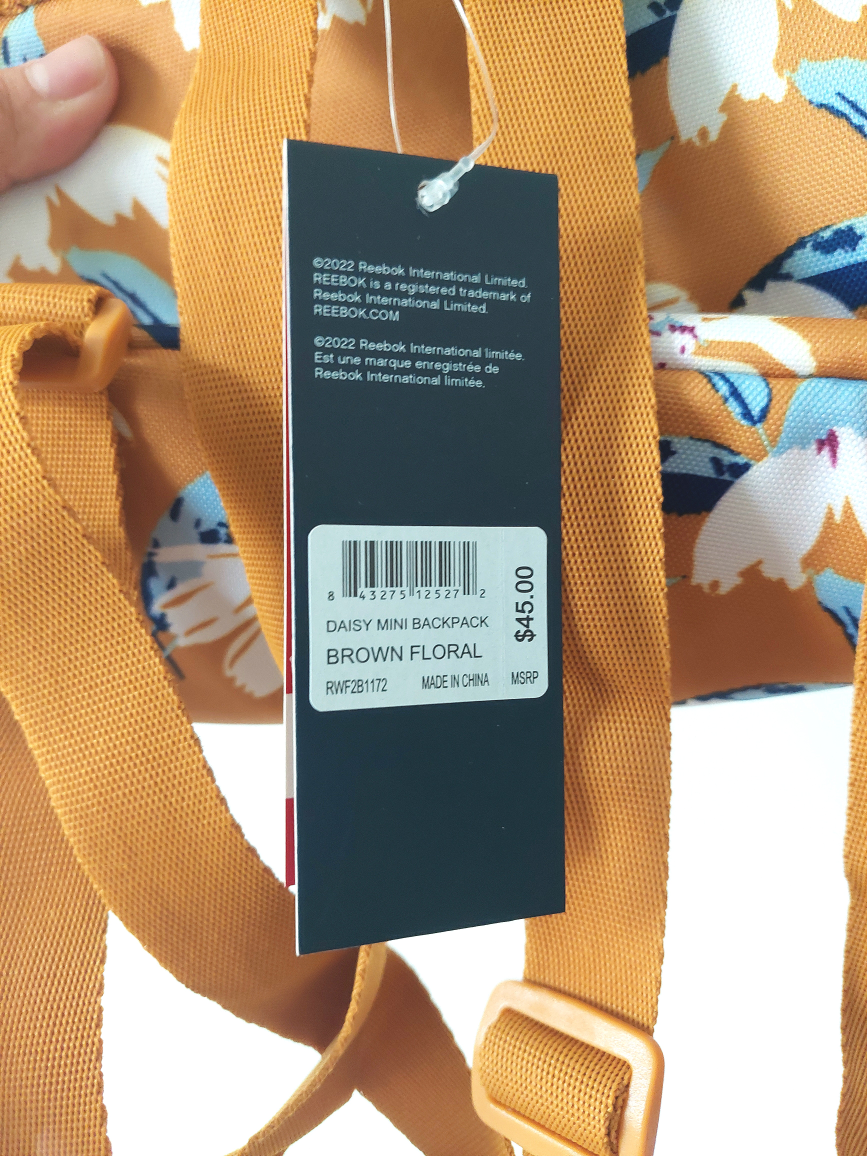 ©2022 Reebok International Limited.
REEBOK is a registered trademark of
Reebok International Limited.
REEBOK.COM
©2022 Reebok International limitée.
Est une marque enregistrée de
Reebok International limitée.
8 43275 12527 2
DAISY MINI BACKPACK
BROWN FLORAL
RWF2B1172 MADE IN CHINA MSRP
$45.00